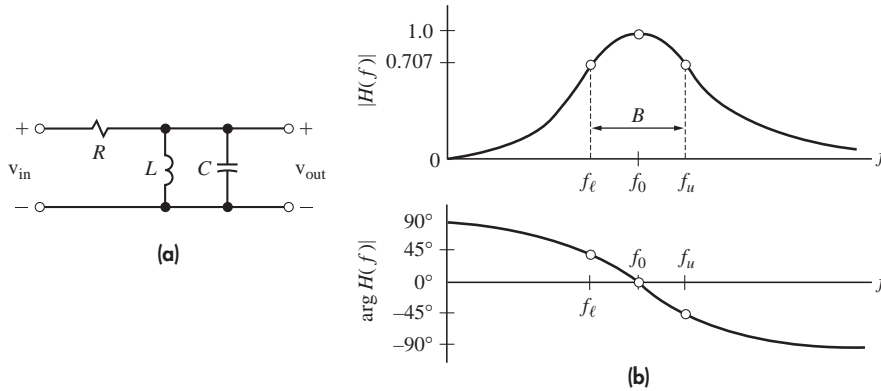 +
R
L
C
+
v_in
v_out
−
−
(a)
|H(f)|
1.0
0.707
0
B
f_ℓ
f_0
f_u
f
arg H(f)|
90°
45°
0°
−45°
−90°
f_0
f_u
f_ℓ
f
(b)